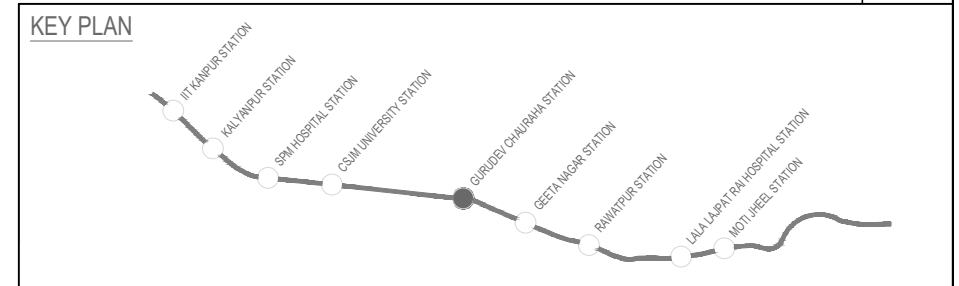 KEY PLAN
IIT KANPUR STATION
KALYANPUR STATION
SPM HOSPITAL STATION
CSJM UNIVERSITY STATION
GURUDEV CHAURAHA STATION
GEETA NAGAR STATION
RAWATPUR STATION
LALA LAJPAT RAI HOSPITAL STATION
MOTI JHEEL STATION